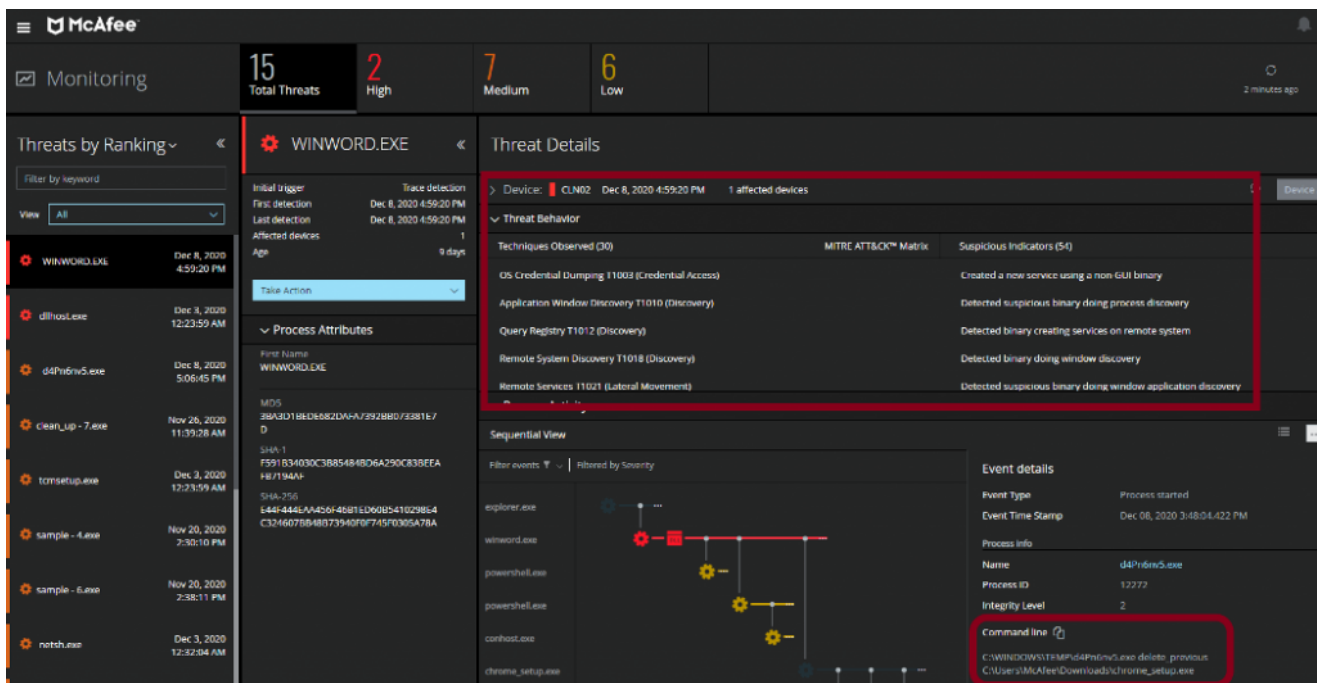 McAfee
Monitoring
15
Total Threats
2
High
7
Medium
6
Low
2 minutes ago
Threats by Ranking
Filter by keyword
View All
WINWORD.EXE Dec 8, 2020
4:59:20 PM
dllhost.exe Dec 3, 2020
12:23:59 AM
d4Pn6nv5.exe Dec 8, 2020
5:06:45 PM
clean_up - 7.exe Nov 26, 2020
11:39:28 AM
tcmsetup.exe Dec 3, 2020
12:23:59 AM
sample - 4.exe Nov 20, 2020
2:30:10 PM
sample - 6.exe Nov 20, 2020
2:38:11 PM
netsh.exe Dec 3, 2020
12:32:04 AM
WINWORD.EXE
Initial trigger Trace detection
First detection Dec 8, 2020 4:59:20 PM
Last detection Dec 8, 2020 4:59:20 PM
Affected devices 1
Age 9 days
Take Action
Process Attributes
First Name
WINWORD.EXE
MD5
3BA3D1BEDE682DAFA7392BB073381E7
D
SHA-1
SHA-256
Threat Details
Device: CLN02 Dec 8, 2020 4:59:20 PM 1 affected devices
Device
Threat Behavior
Techniques Observed (30) MITRE ATT&CK™ Matrix Suspicious Indicators (54)
OS Credential Dumping T1003 (Credential Access) Created a new service using a non-GUI binary
Application Window Discovery T1010 (Discovery) Detected suspicious binary doing process discovery
Query Registry T1012 (Discovery) Detected binary creating services on remote system
Remote System Discovery T1018 (Discovery) Detected binary doing window discovery
Remote Services T1021 (Lateral Movement) Detected suspicious binary doing window application discovery
Sequential View
Filter events Filtered by Severity
explorer.exe
winword.exe
powershell.exe
powershell.exe
conhost.exe
chrome_setup.exe
Event details
Event Type Process started
Event Time Stamp Dec 08, 2020 3:48:04.422 PM
Process info
Name d4Pn6nv5.exe
Process ID 12272
Integrity Level 2
Command line
C:\WINDOWS\TEMP\d4Pn6nv5.exe delete_previous
C:\Users\McAfee\Downloads\chrome_setup.exe